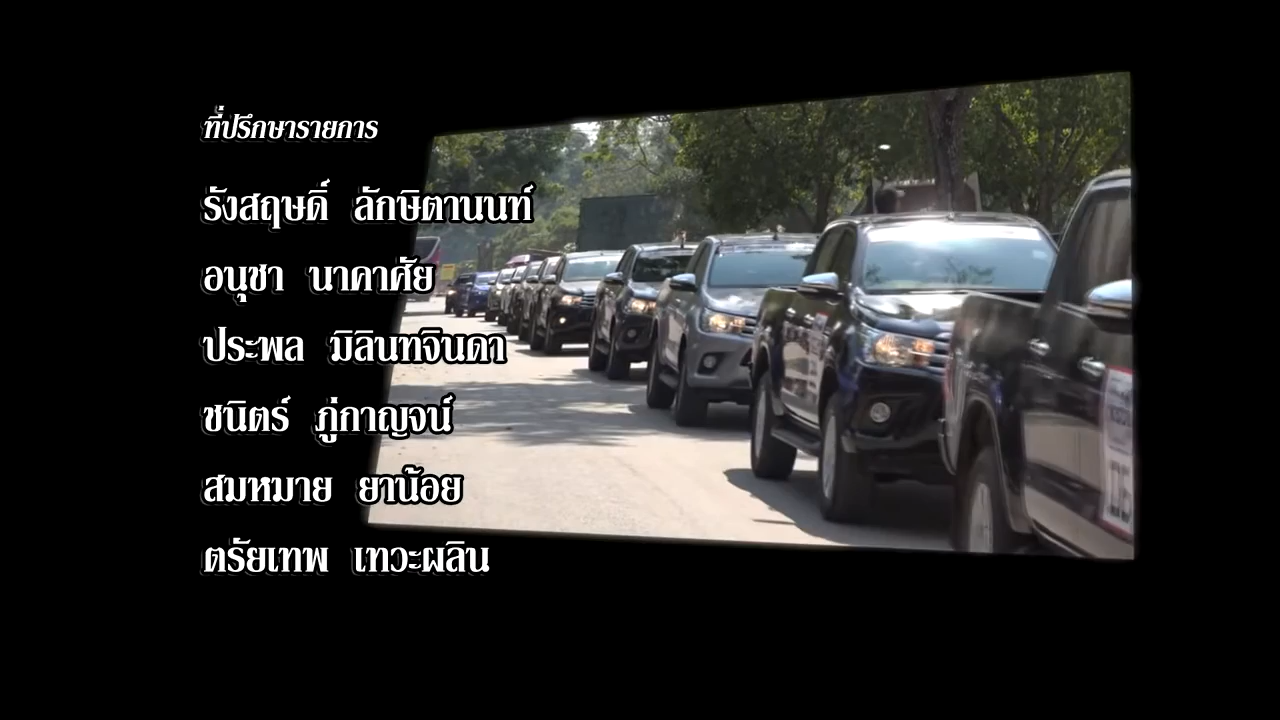 ที่ปรึกษารายการ
รังสฤษดิ์ ลักษิตานนท์
อนุชา นาคาศัย
ประพล มิลินทจินดา
ชนิตร์ ภู่กาญจน์
สมหมาย ยาน้อย
ตรัยเทพ เทวะผลิน